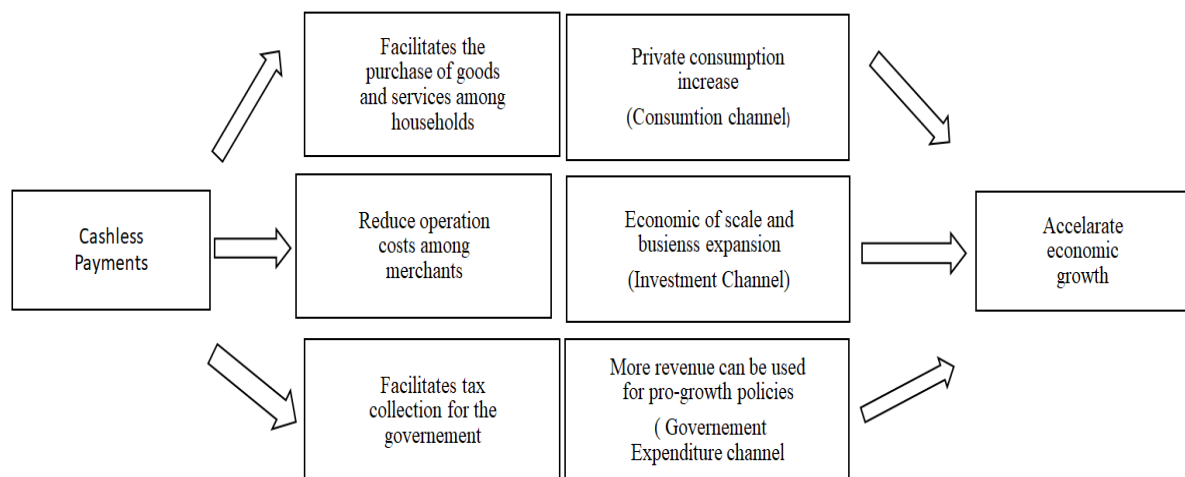 Facilitates the
purchase of goods
and services among
households
Private consumption
increase
(Consumtion channel)
Cashless
Payments
Reduce operation
costs among
merchants
Economic of scale and
busienss expansion
(Investment Channel)
Accelarate
economic
growth
Facilitates tax
collection for the
governement
More revenue can be used
for pro-growth policies
( Governement
Expenditure channel